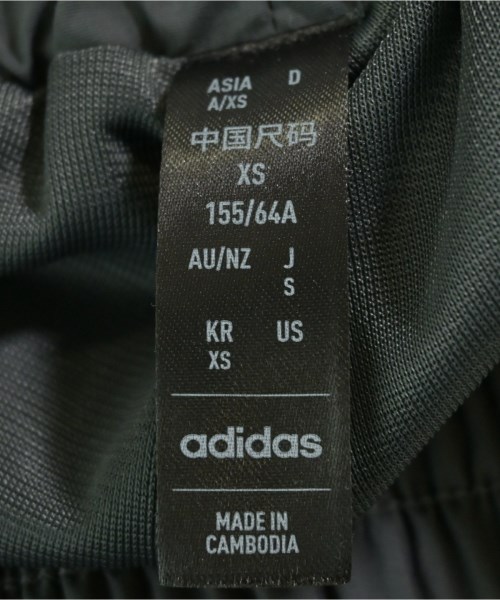 ASIA D
A/XS
中国尺码
XS
155/64A
AU/NZ J
S
KR US
XS
adidas
MADE IN
CAMBODIA